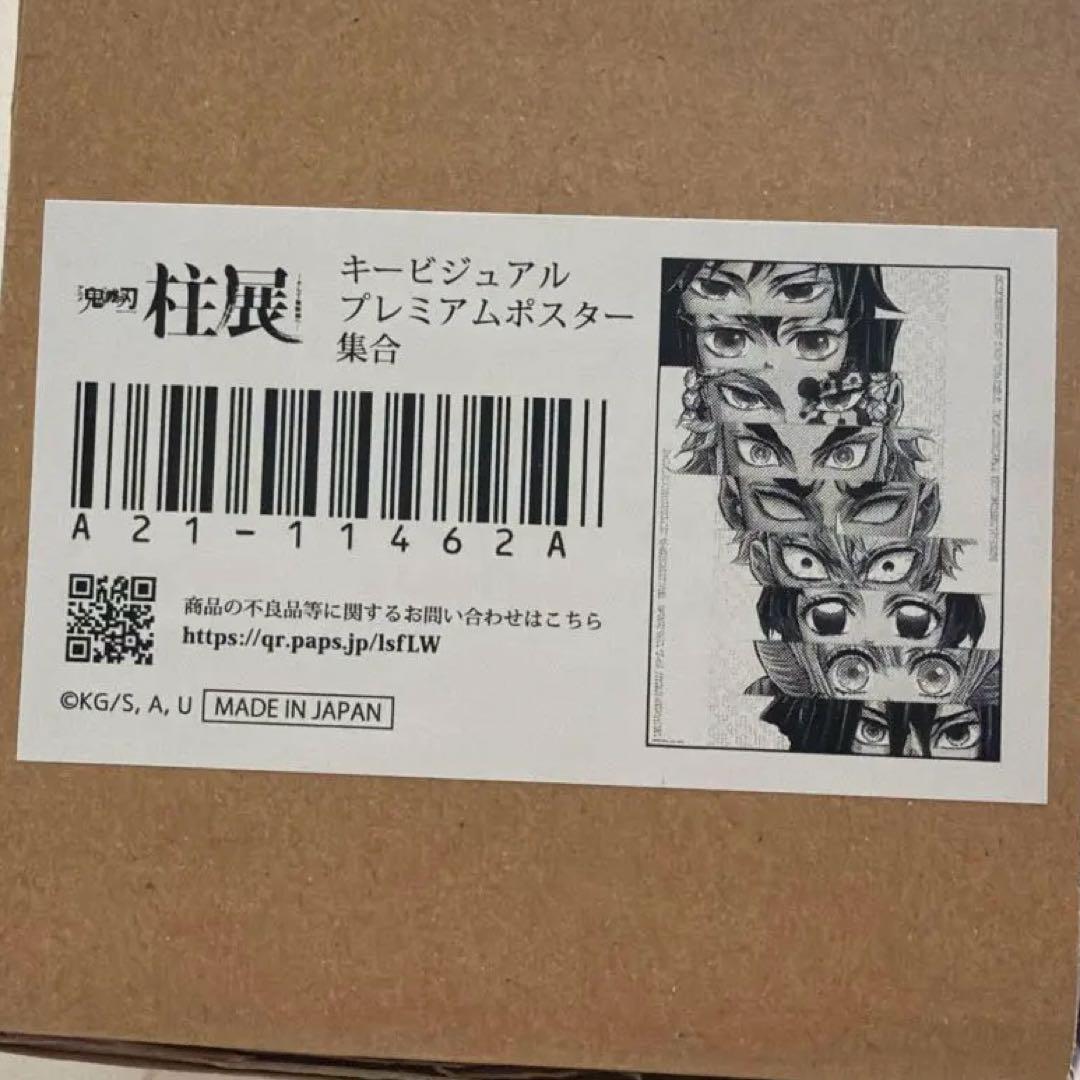 鬼滅の刃 柱展
キービジュアル
プレミアムポスター
集合
A21-11462A
商品の不良品等に関するお問い合わせはこちら
https://qr.paps.jp/lsfLW
©KG/S, A, U MADE IN JAPAN